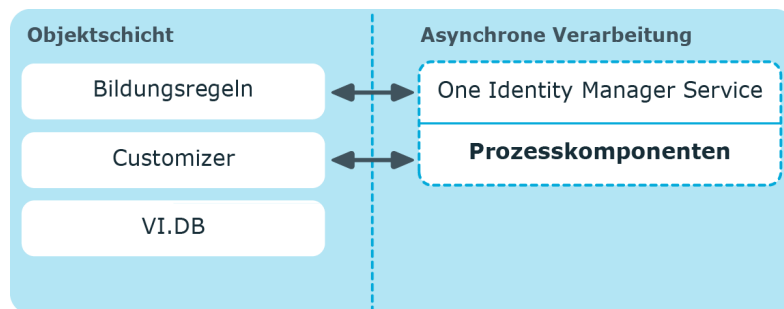 Objektschicht
Bildungsregeln
Customizer
VI.DB
Asynchrone Verarbeitung
One Identity Manager Service
Prozesskomponenten